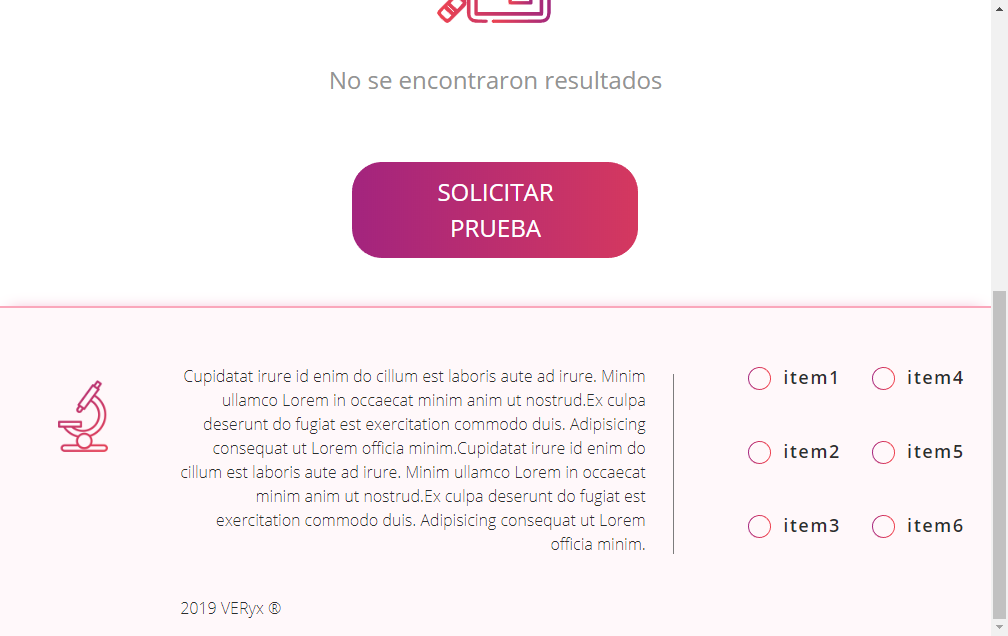 No se encontraron resultados
SOLICITAR
PRUEBA
Cupidatat irure id enim do cillum est laboris aute ad irure. Minim
ullamco Lorem in occaecat minim anim ut nostrud.Ex culpa
deserunt do fugiat est exercitation commodo duis. Adipisicing
consequat ut Lorem officia minim.Cupidatat irure id enim do
cillum est laboris aute ad irure. Minim ullamco Lorem in occaecat
minim anim ut nostrud.Ex culpa deserunt do fugiat est
exercitation commodo duis. Adipisicing consequat ut Lorem
officia minim.
item1
item4
item2
item5
item3
item6
2019 VERyx ®